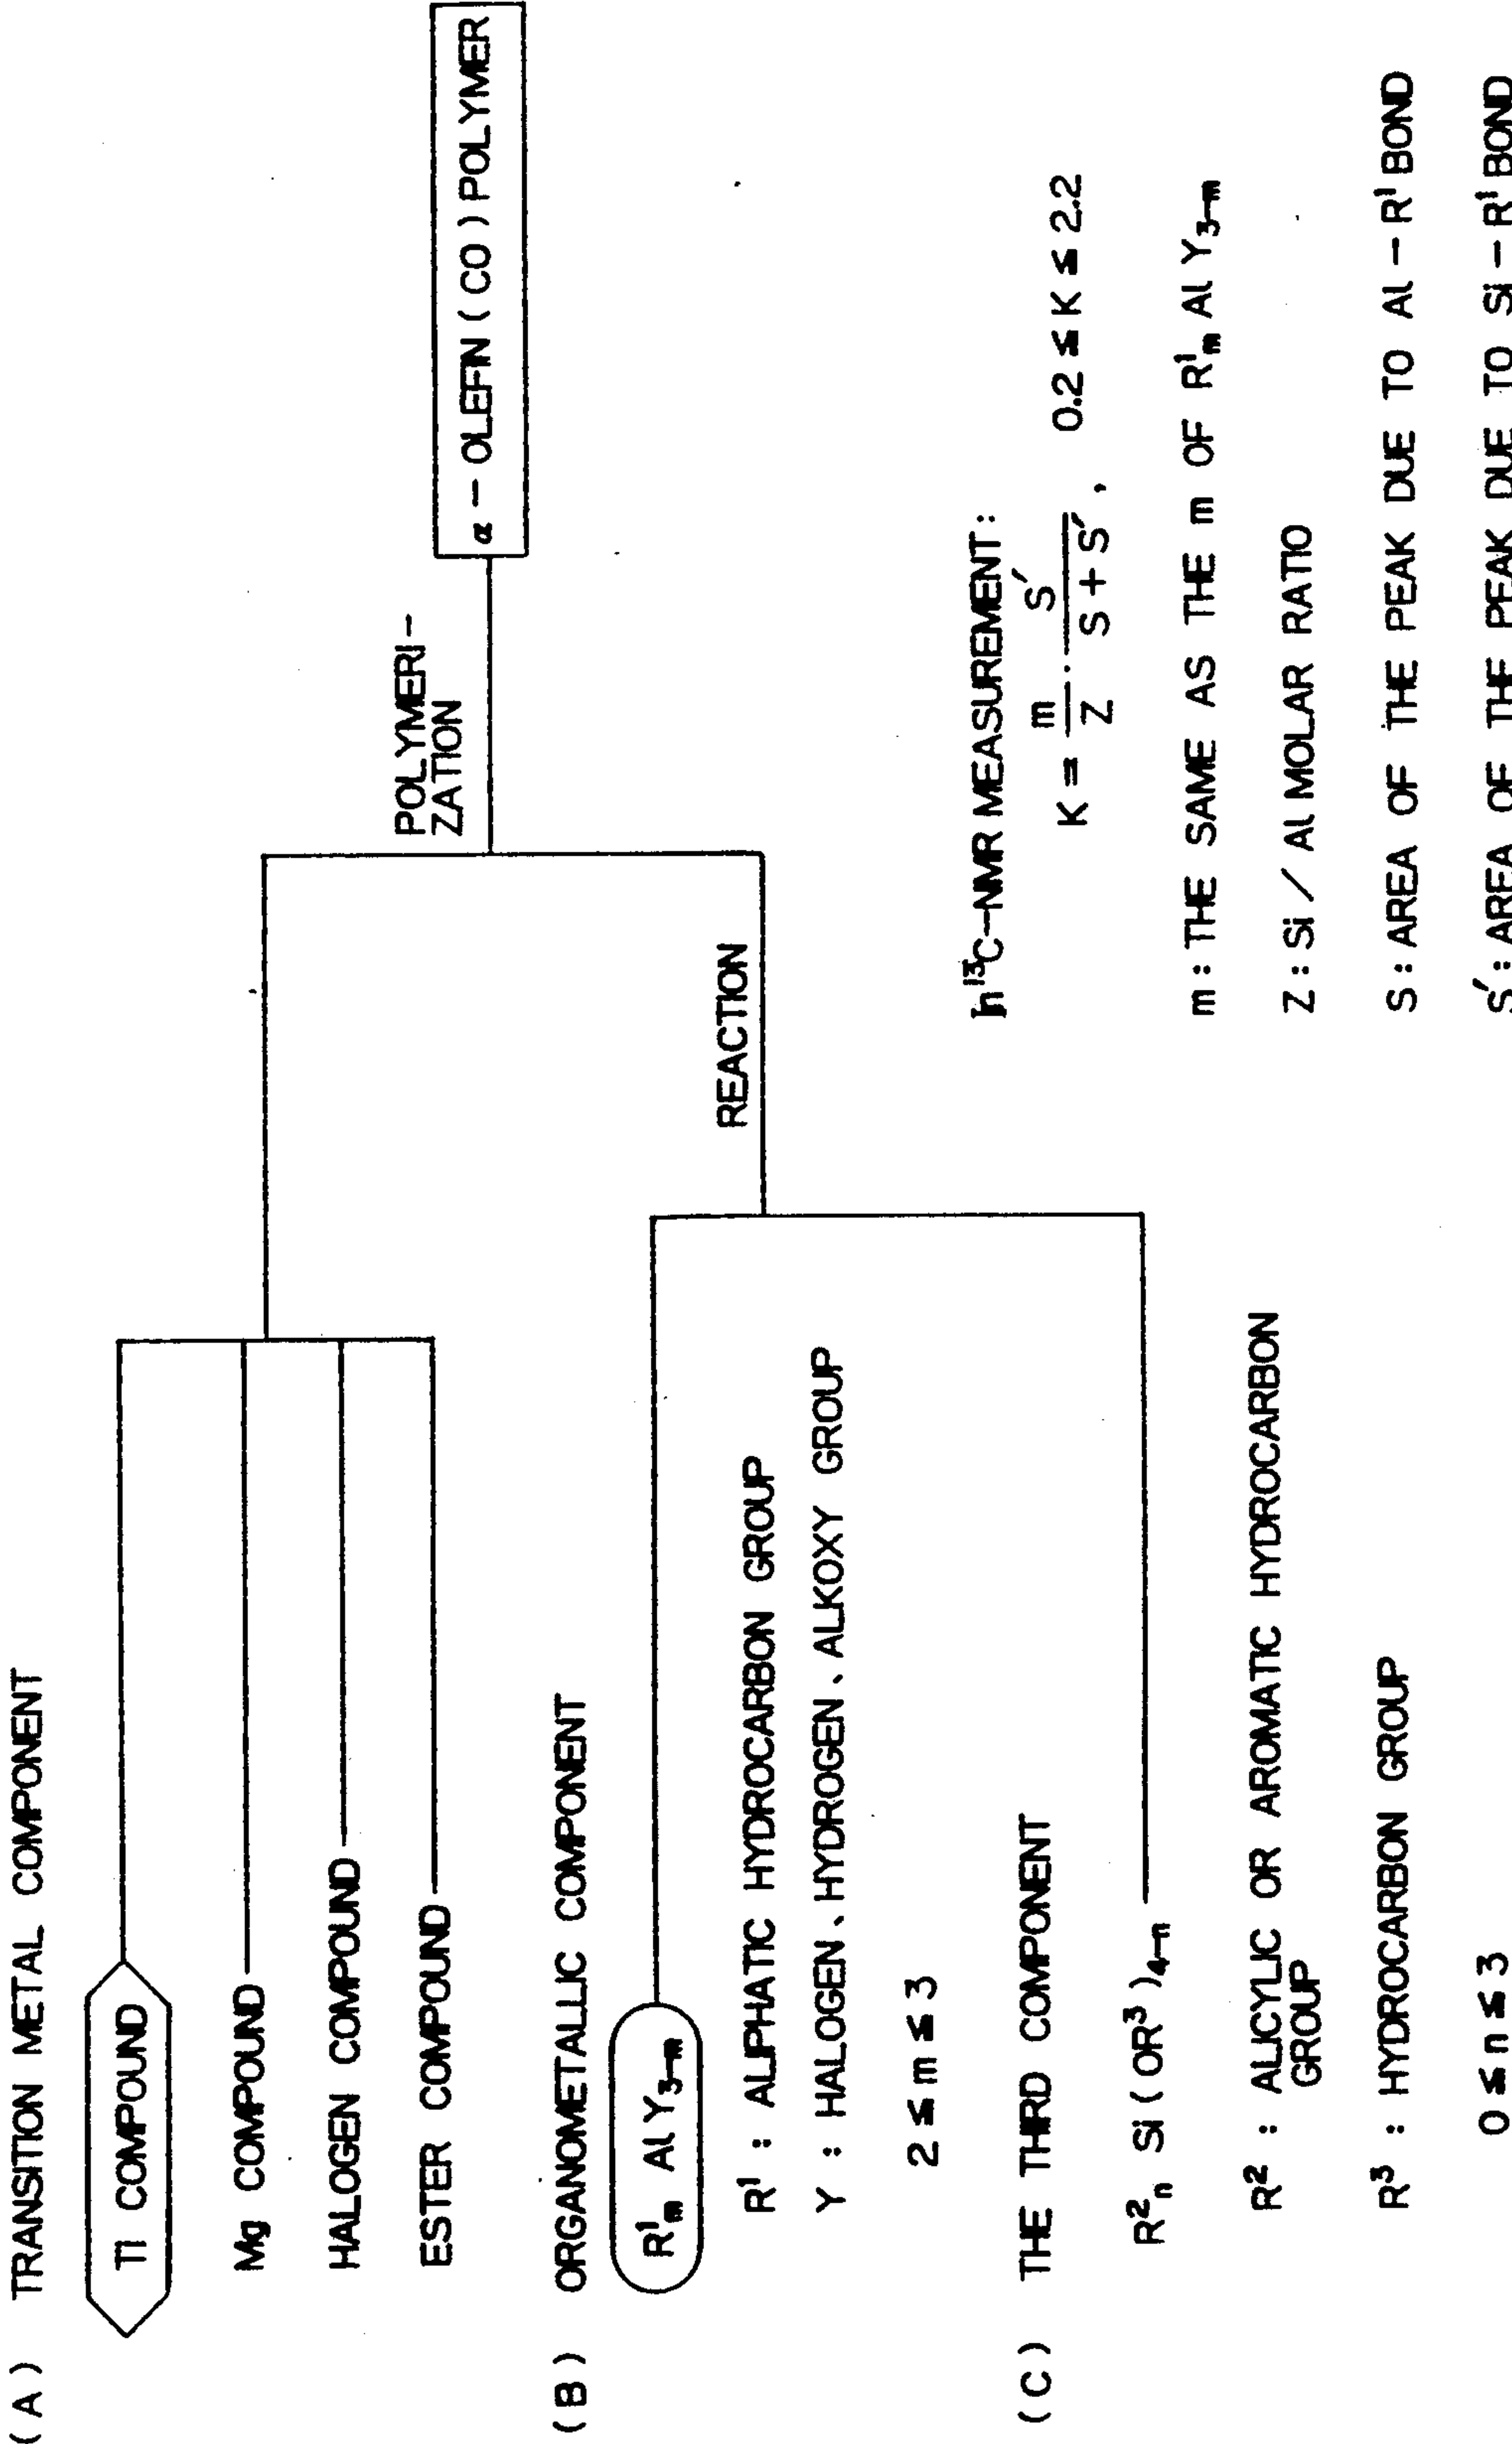 (A) TRANSITION METAL COMPONENT
TI COMPOUND
Mg COMPOUND
HALOGEN COMPOUND
ESTER COMPOUND
(B) ORGANOMETALLIC COMPONENT
R¹ₘ Al Y₃₋ₘ
R¹ : ALIPHATIC HYDROCARBON GROUP
Y : HALOGEN、HYDROGEN、ALKOXY GROUP
2 ≤ m ≤ 3
(C) THE THIRD COMPONENT
R²ₙ Si(OR³)₄₋ₙ
R² : ALICYLIC OR AROMATIC HYDROCARBON
GROUP
R³ : HYDROCARBON GROUP
0 ≤ n ≤ 3
REACTION
POLYMERI-
ZATION
α - OLEFIN (CO) POLYMER
In ¹³C-NMR MEASUREMENT:
K = m/Z · S′/(S + S′), 0.2 ≤ K ≤ 2.2
m : THE SAME AS THE m OF R¹ₘ Al Y₃₋ₘ
Z : Si / Al MOLAR RATIO
S : AREA OF THE PEAK DUE TO Al - R¹ BOND
S′ : AREA OF THE PEAK DUE TO Si - R¹ BOND